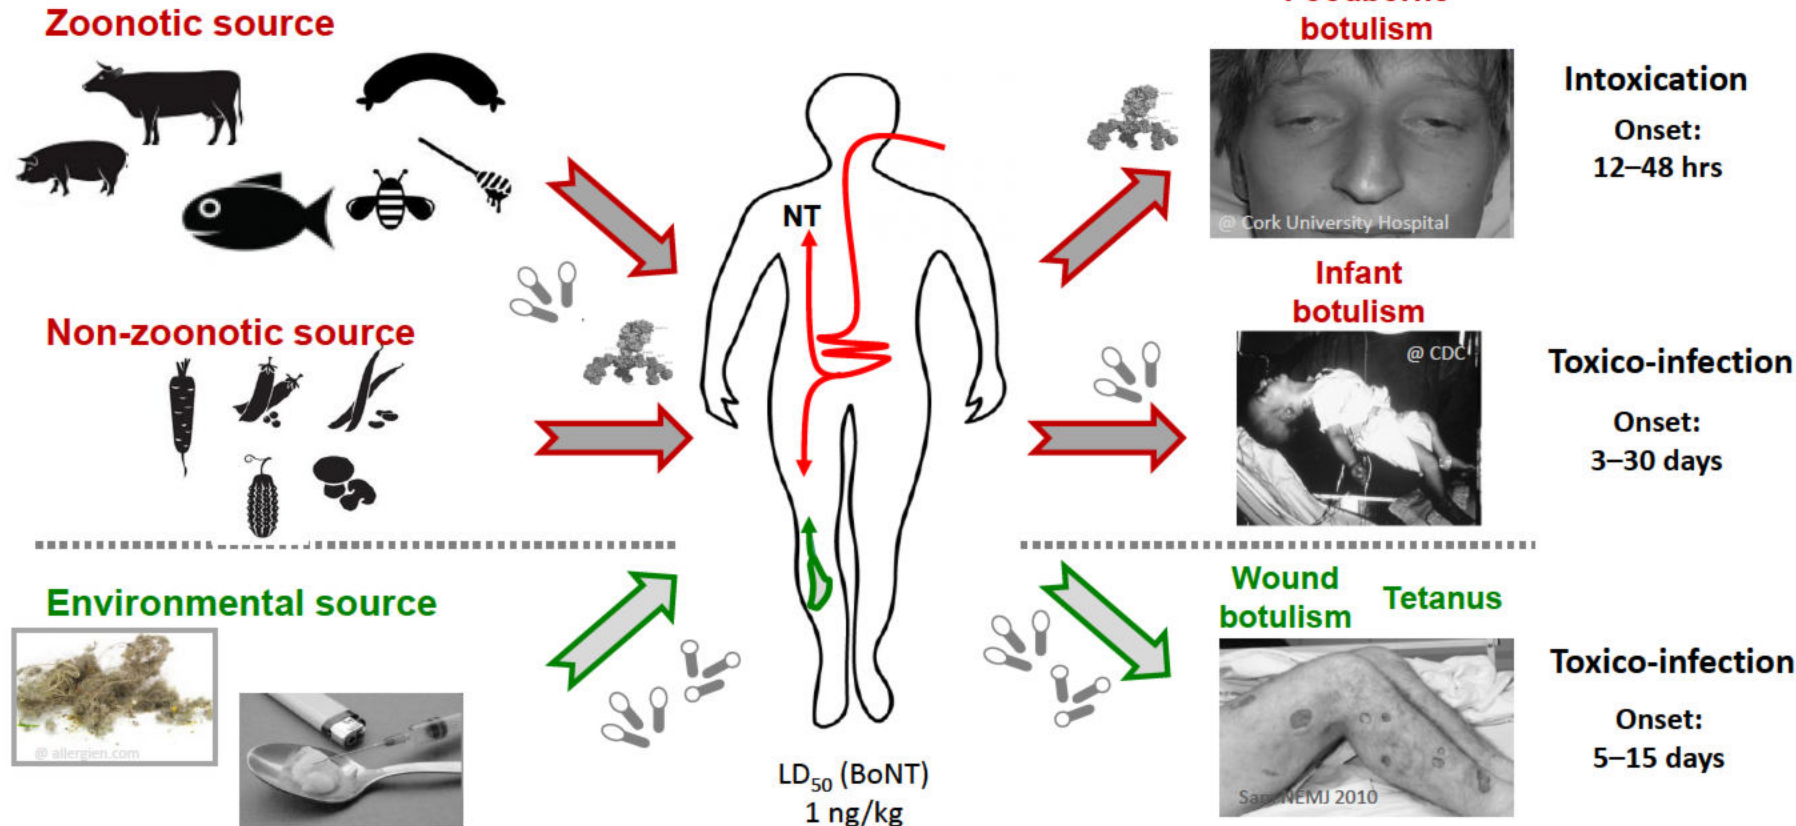 Zoonotic source
Non-zoonotic source
Environmental source
@ allergien.com
NT
LD50 (BoNT)
1 ng/kg
botulism
@ Cork University Hospital
Intoxication
Onset:
12–48 hrs
Infant
botulism
@ CDC
Toxico-infection
Onset:
3–30 days
Wound
botulism
Tetanus
NEMJ 2010
Toxico-infection
Onset:
5–15 days